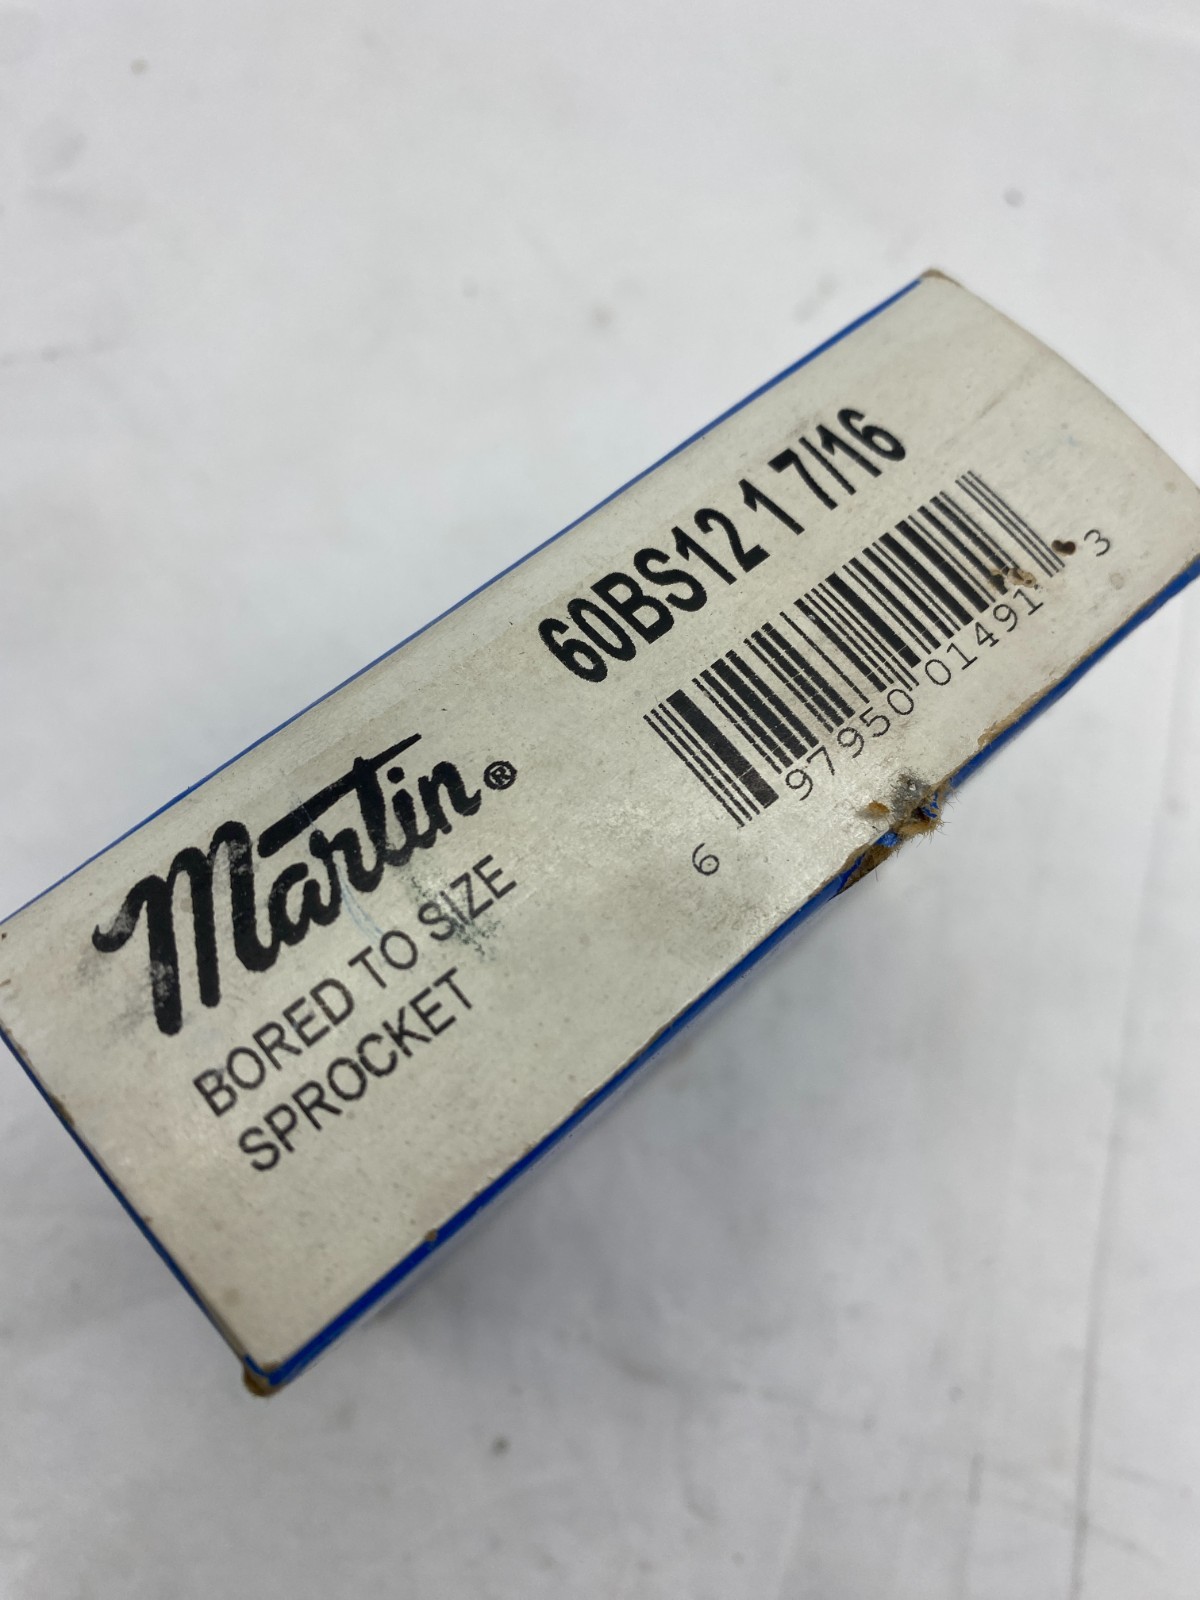 Martin®
BORED TO SIZE
SPROCKET
60BS12 1 7/16
6 97950 01491 3